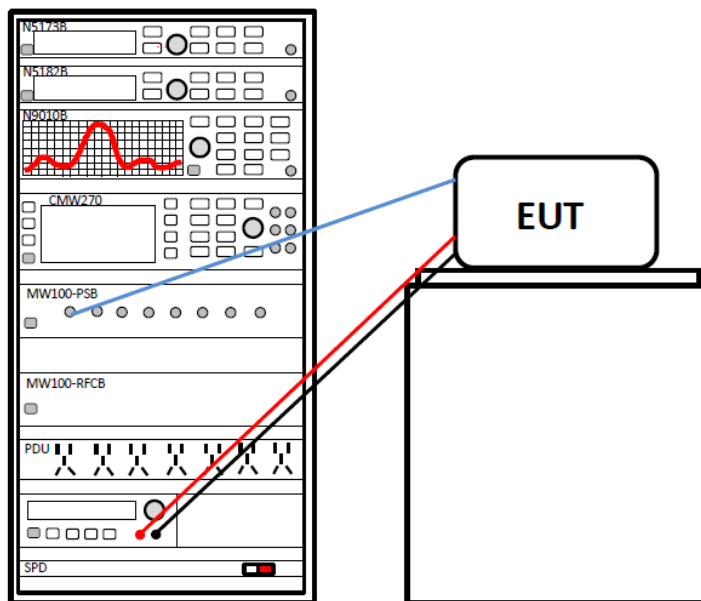 N5173B
N5182B
N9010B
CMW270
EUT
MW100-PSB
MW100-RFCB
PDU
SPD